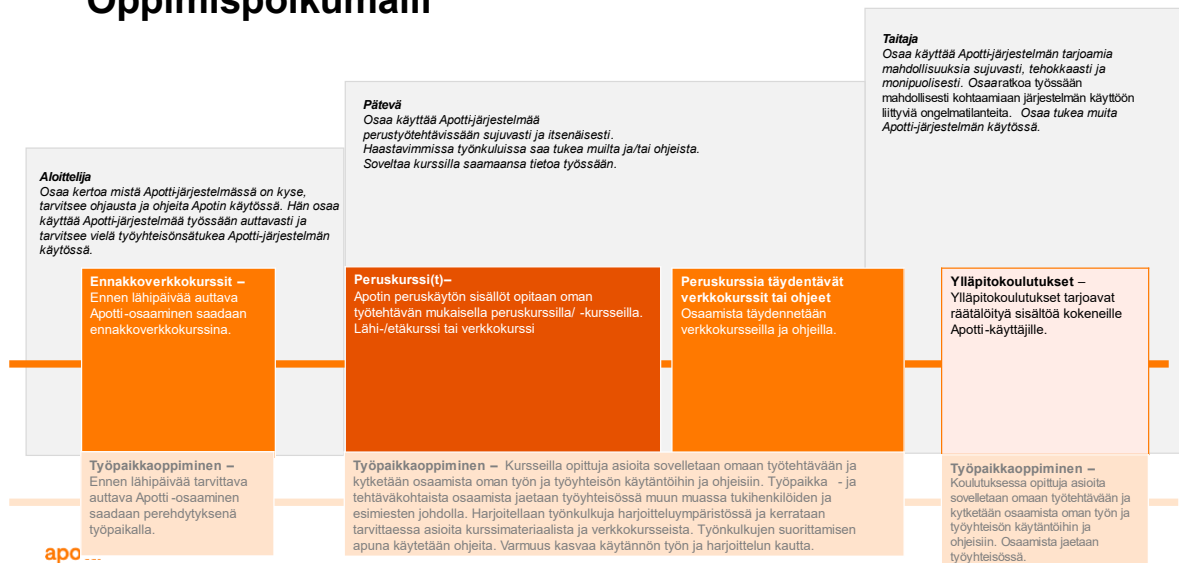 Oppimispolkumalli
Taitaja
Osaa käyttää Apotti-järjestelmän tarjoamia
mahdollisuuksia sujuvasti, tehokkaasti ja
monipuolisesti. Osaaratkoa työssään
mahdollisesti kohtaamiaan järjestelmän käyttöön
liittyviä ongelmatilanteita. Osaa tukea muita
Apotti-järjestelmän käytössä.
Pätevä
Osaa käyttää Apotti-järjestelmää
perustyötehtävissään sujuvasti ja itsenäisesti.
Haastavimmissa työnkuluissa saa tukea muilta ja/tai ohjeista.
Soveltaa kurssilla saamaansa tietoa työssään.
Aloittelija
Osaa kertoa mistä Apotti-järjestelmässä on kyse,
tarvitsee ohjausta ja ohjeita Apotin käytössä. Hän osaa
käyttää Apotti-järjestelmää työssään auttavasti ja
tarvitsee vielä työyhteisönsätukea Apotti-järjestelmän
käytössä.
Ennakkoverkkokurssit –
Ennen lähipäivää auttava
Apotti-osaaminen saadaan
ennakkoverkkokurssina.
Peruskurssi(t)–
Apotin peruskäytön sisällöt opitaan oman
työtehtävän mukaisella peruskurssilla/ -kursseilla.
Lähi-/etäkurssi tai verkkokurssi
Peruskurssia täydentävät
verkkokurssit tai ohjeet
Osaamista täydennetään
verkkokursseilla ja ohjeilla.
Ylläpitokoulutukset –
Ylläpitokoulutukset tarjoavat
räätälöityä sisältöä kokeneille
Apotti-käyttäjille.
Työpaikkaoppiminen –
Ennen lähipäivää tarvittava
auttava Apotti -osaaminen
saadaan perehdytyksenä
työpaikalla.
Työpaikkaoppiminen – Kursseilla opittuja asioita sovelletaan omaan työtehtävään ja
kytketään osaamista oman työn ja työyhteisön käytäntöihin ja ohjeisiin. Työpaikka - ja
tehtäväkohtaista osaamista jaetaan työyhteisössä muun muassa tukihenkilöiden ja
esimiesten johdolla. Harjoitellaan työnkulkuja harjoitteluympäristössä ja kerrataan
tarvittaessa asioita kurssimateriaalista ja verkkokursseista. Työnkulkujen suorittamisen
apuna käytetään ohjeita. Varmuus kasvaa käytännön työn ja harjoittelun kautta.
Työpaikkaoppiminen –
Koulutuksessa opittuja asioita
sovelletaan omaan työtehtävään ja
kytketään osaamista oman työn ja
työyhteisön käytäntöihin ja
ohjeisiin. Osaamista jaetaan
työyhteisössä.